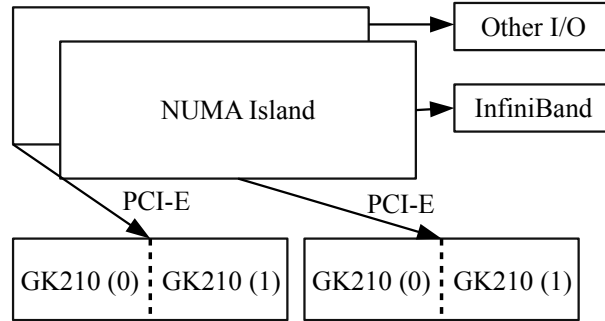 Other I/O
NUMA Island
InfiniBand
PCI-E
PCI-E
GK210 (0) GK210 (1)
GK210 (0) GK210 (1)